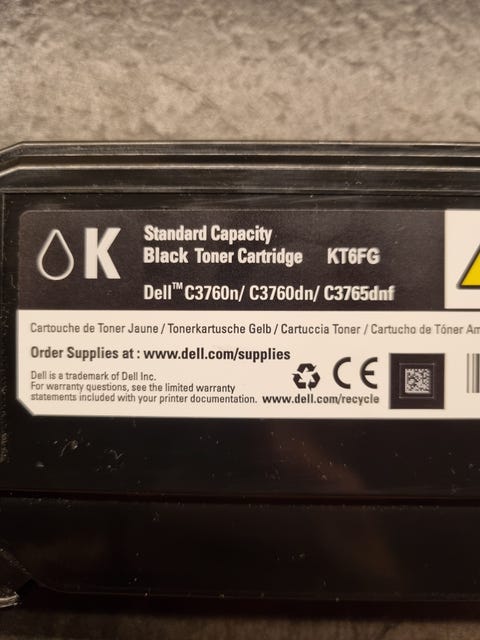 K
Standard Capacity
Black Toner Cartridge KT6FG
Dell™ C3760n/ C3760dn/ C3765dnf
Cartouche de Toner Jaune / Tonerkartusche Gelb / Cartuccia Toner / Cartucho de Tóner Am
Order Supplies at : www.dell.com/supplies
Dell is a trademark of Dell Inc.
For warranty questions, see the limited warranty
statements included with your printer documentation. www.dell.com/recycle
CE